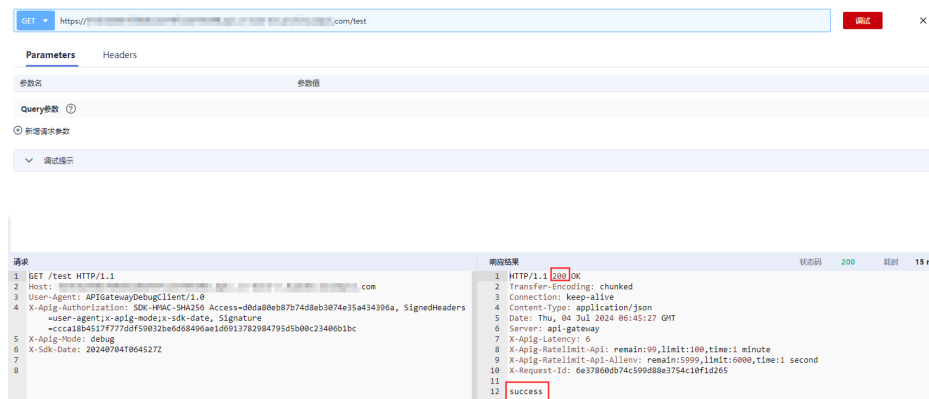 GET https:// .com/test 调试 ×
Parameters Headers
参数名 参数值
Query参数 ?
新增请求参数
调试提示
请求
1 GET /test HTTP/1.1
2 Host: .com
3 User-Agent: APIGatewayDebugClient/1.0
4 X-Apig-Authorization: SDK-HMAC-SHA256 Access=d0da80eb87b74d8eb3074e35a434396a, SignedHeaders
=user-agent;x-apig-mode;x-sdk-date, Signature
=ccca18b4517f777ddf59032be6d68496ae1d6913782984795d5b00c23406b1bc
5 X-Apig-Mode: debug
6 X-Sdk-Date: 20240704T064527Z
7
8
响应结果 状态码 200 耗时 15
1 HTTP/1.1 200 OK
2 Transfer-Encoding: chunked
3 Connection: keep-alive
4 Content-Type: application/json
5 Date: Thu, 04 Jul 2024 06:45:27 GMT
6 Server: api-gateway
7 X-Apig-Latency: 6
8 X-Apig-Ratelimit-Api: remain:99,limit:100,time:1 minute
9 X-Apig-Ratelimit-Api-Allenv: remain:5999,limit:6000,time:1 second
10 X-Request-Id: 6e37860db74c599d88e3754c10f1d265
11
12 success